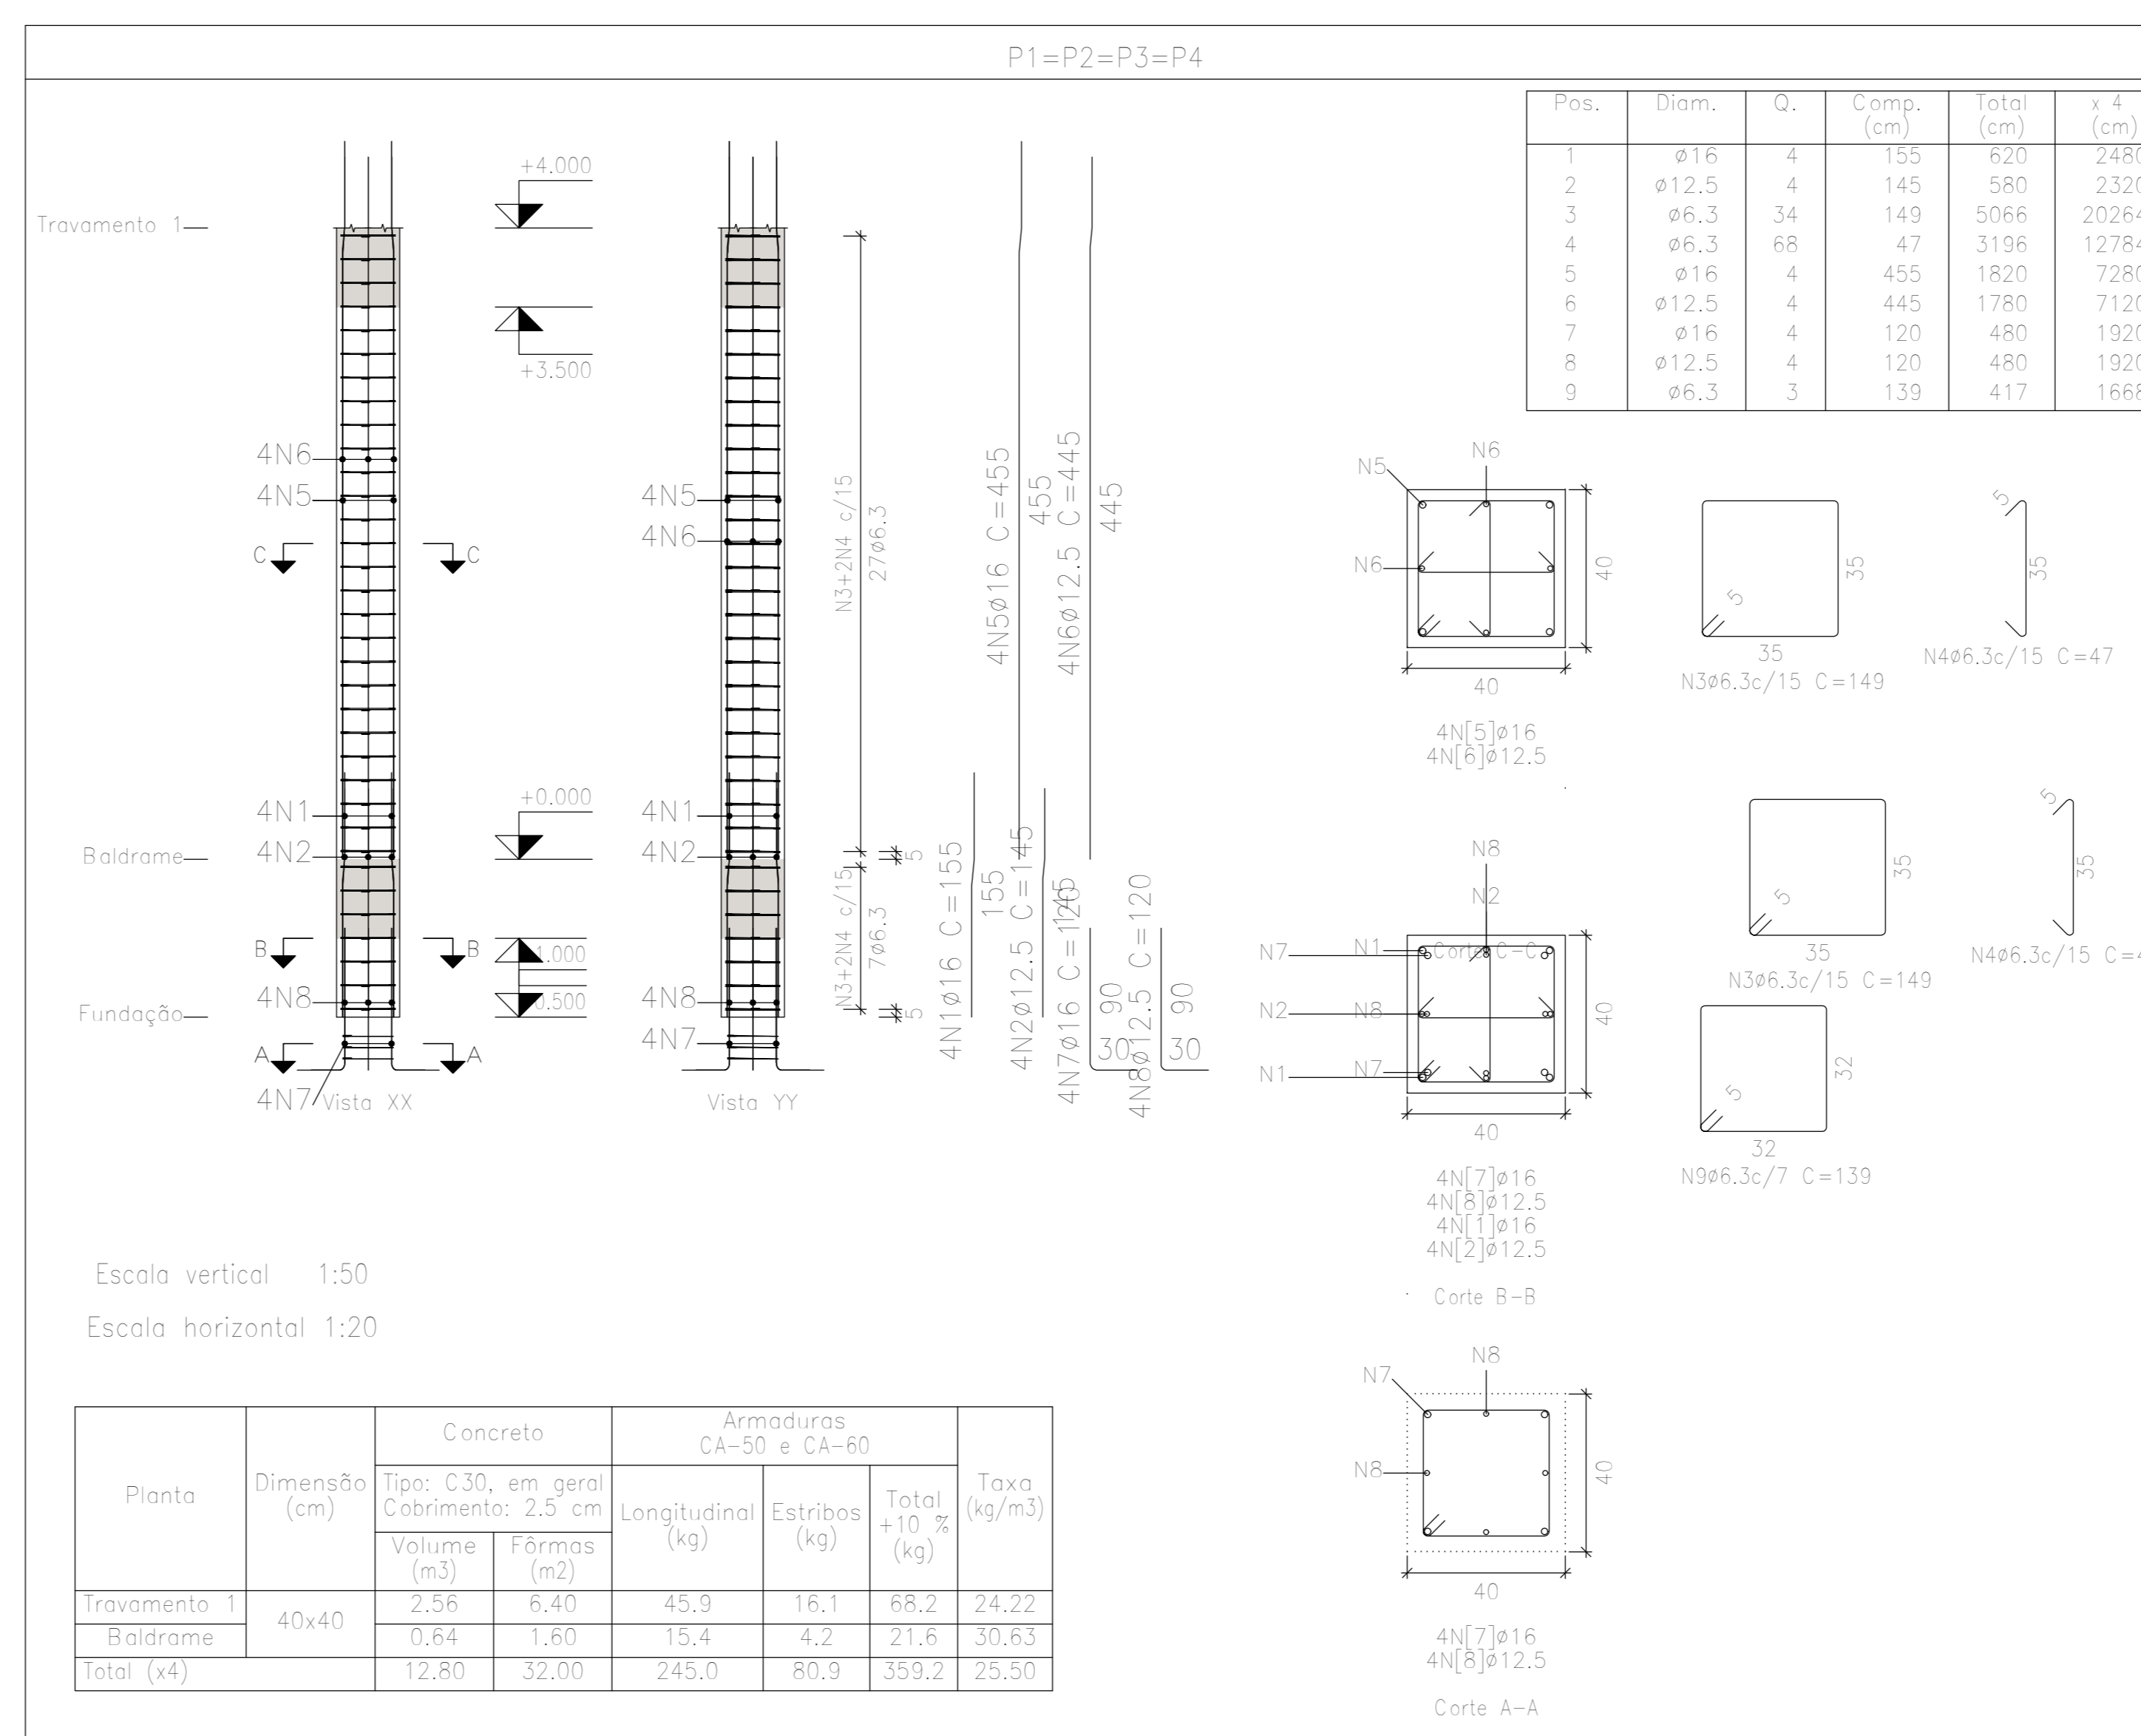 P1=P2=P3=P4
Pos. Diam. Q. Comp. (cm) Total (cm) x 4 (cm)
1 ø16 4 155 620 2480
2 ø12.5 4 145 580 2320
3 ø6.3 34 149 5066 20264
4 ø6.3 68 47 3196 12784
5 ø16 4 455 1820 7280
6 ø12.5 4 445 1780 7120
7 ø16 4 120 480 1920
8 ø12.5 4 120 480 1920
9 ø6.3 3 139 417 1668
Travamento 1
+4.000
+3.500
4N6
4N5
C C
4N1
+0.000
Baldrame
4N2
B B
1.000
4N8
0.500
Fundação
A A
4N7
Vista XX
4N5
4N6
4N1
4N2
4N8
4N7
Vista YY
N3+2N4 c/15
27ø6.3
5
N3+2N4 c/15
7ø6.3
5
4N5ø16 C=455
455
4N6ø12.5 C=445
445
4N1ø16 C=155
155
4N2ø12.5 C=145
145
4N7ø16 C=120
90
30
4N8ø12.5 C=120
90
30
N5
N6
N6
40
40
4N[5]ø16
4N[6]ø12.5
Corte C-C
5
35
35
N3ø6.3c/15 C=149
5
35
N4ø6.3c/15 C=47
N8
N2
N7
N1
N2
N8
N1
N7
40
40
4N[7]ø16
4N[8]ø12.5
4N[1]ø16
4N[2]ø12.5
Corte B-B
5
35
35
N3ø6.3c/15 C=149
5
35
N4ø6.3c/15 C=4
5
32
32
N9ø6.3c/7 C=139
N7
N8
N8
40
40
4N[7]ø16
4N[8]ø12.5
Corte A-A
Escala vertical 1:50
Escala horizontal 1:20
Planta
Dimensão
(cm)
Concreto
Tipo: C30, em geral
Cobrimento: 2.5 cm
Volume
(m3)
Fôrmas
(m2)
Armaduras
CA-50 e CA-60
Longitudinal
(kg)
Estribos
(kg)
Total
+10 %
(kg)
Taxa
(kg/m3)
Travamento 1 40x40 2.56 6.40 45.9 16.1 68.2 24.22
Baldrame 0.64 1.60 15.4 4.2 21.6 30.63
Total (x4) 12.80 32.00 245.0 80.9 359.2 25.50